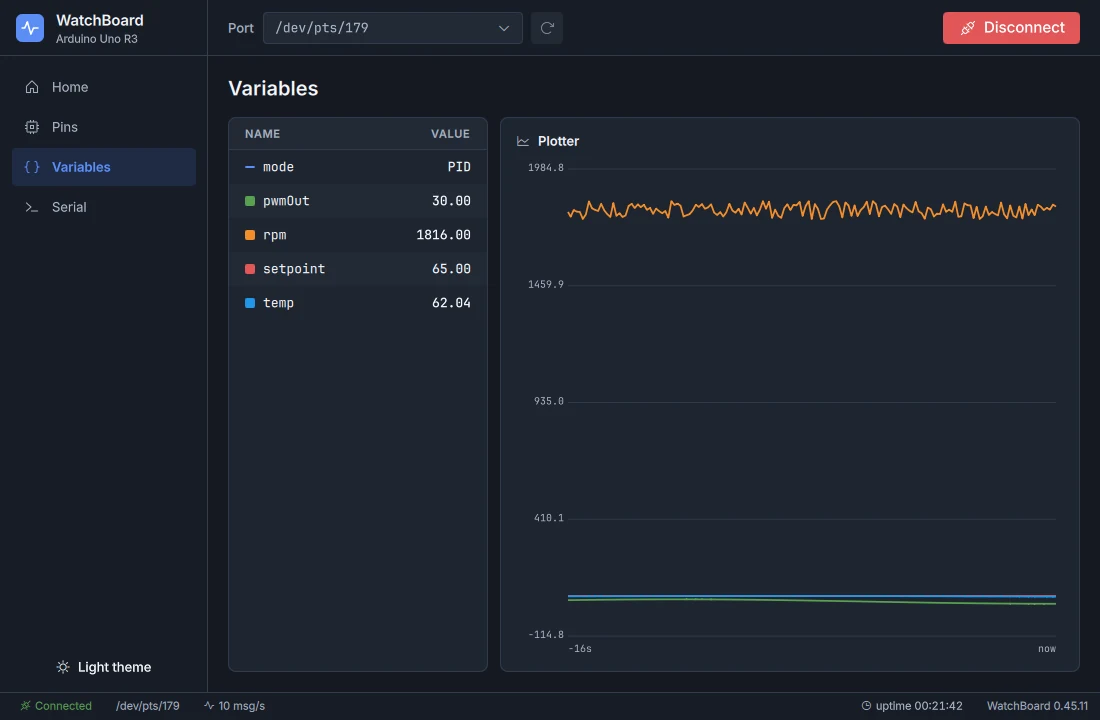 WatchBoard
Arduino Uno R3
Port
/dev/pts/179
Disconnect
Home
Pins
{ } Variables
Serial
Light theme
Variables
NAME VALUE
mode PID
pwmOut 30.00
rpm 1816.00
setpoint 65.00
temp 62.04
Plotter
1984.8
1459.9
935.0
410.1
-114.8
-16s now
Connected /dev/pts/179 10 msg/s uptime 00:21:42 WatchBoard 0.45.11